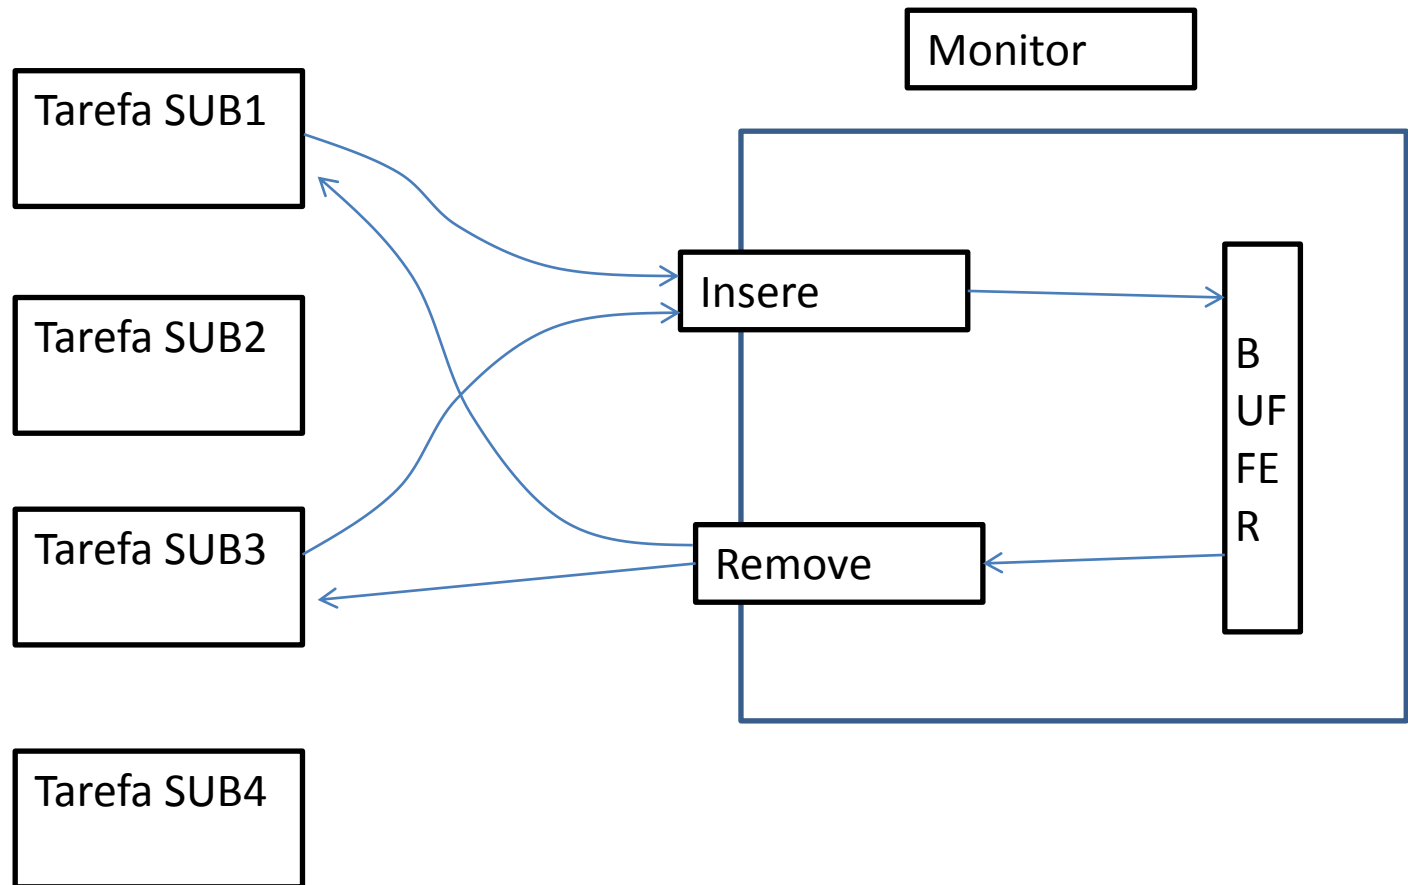 Monitor
Tarefa SUB1
Insere
Tarefa SUB2
B
UF
FE
R
Tarefa SUB3
Remove
Tarefa SUB4